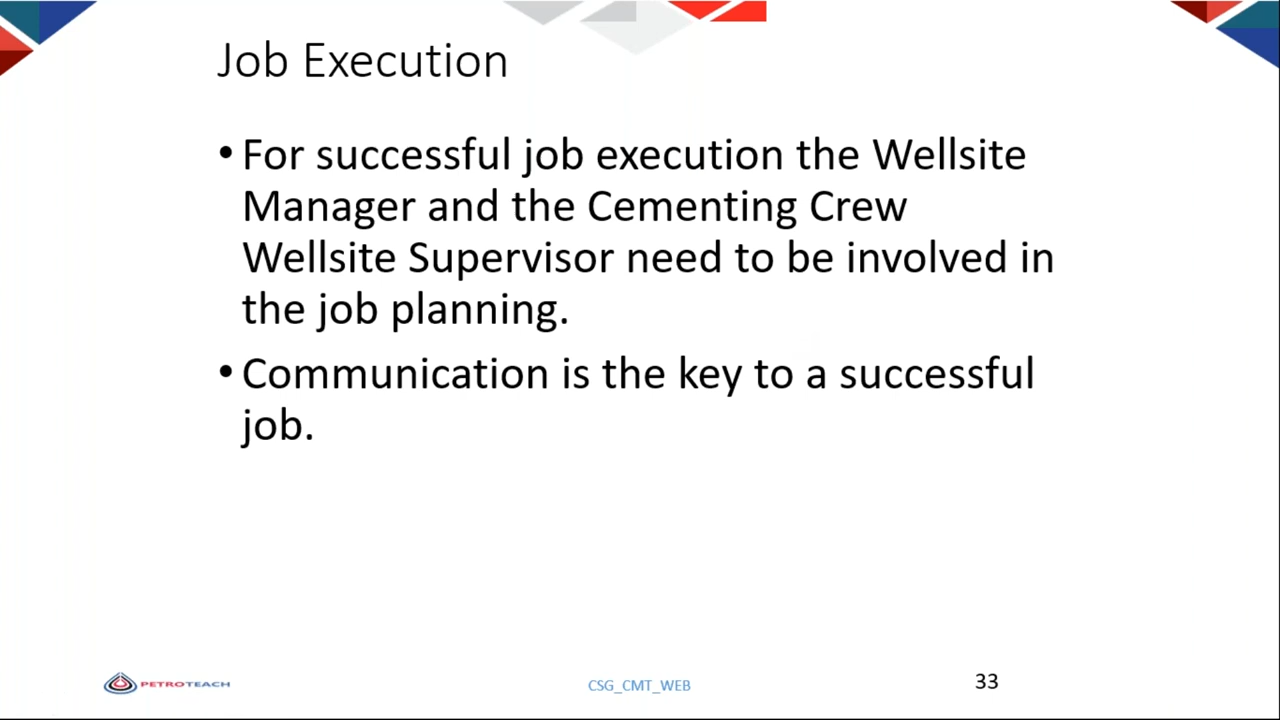 Job Execution
• For successful job execution the Wellsite
Manager and the Cementing Crew
Wellsite Supervisor need to be involved in
the job planning.
• Communication is the key to a successful
job.
PETROTEACH
CSG_CMT_WEB
33